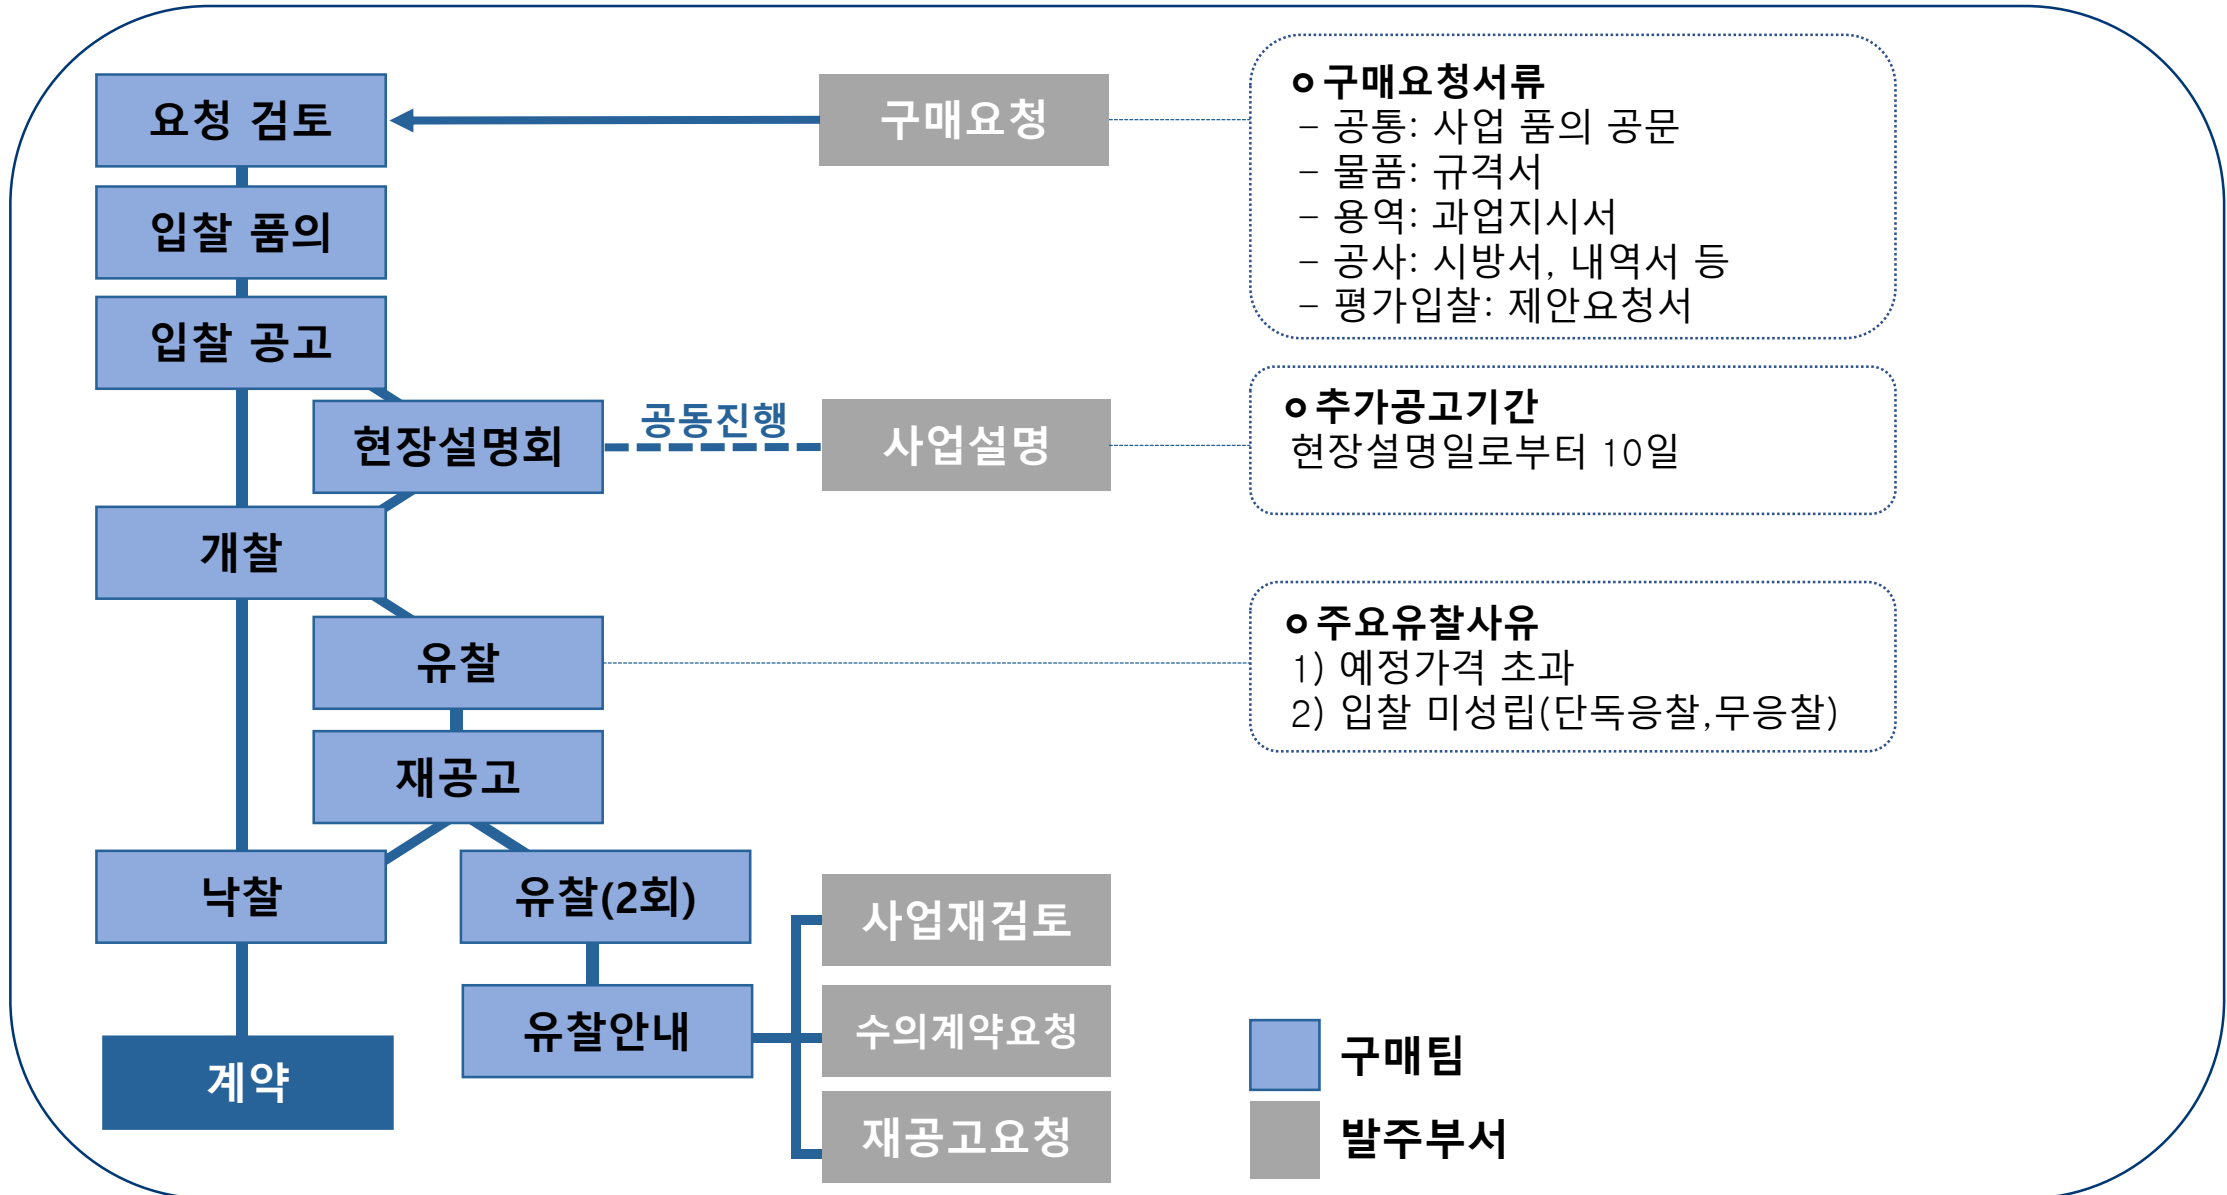 요청 검토
구매요청
ㅇ구매요청서류
- 공통: 사업 품의 공문
- 물품: 규격서
- 용역: 과업지시서
- 공사: 시방서, 내역서 등
- 평가입찰: 제안요청서
입찰 품의
입찰 공고
현장설명회
공동진행
사업설명
ㅇ추가공고기간
현장설명일로부터 10일
개찰
유찰
ㅇ주요유찰사유
1) 예정가격 초과
2) 입찰 미성립(단독응찰,무응찰)
재공고
낙찰
유찰(2회)
사업재검토
유찰안내
수의계약요청
계약
재공고요청
구매팀
발주부서